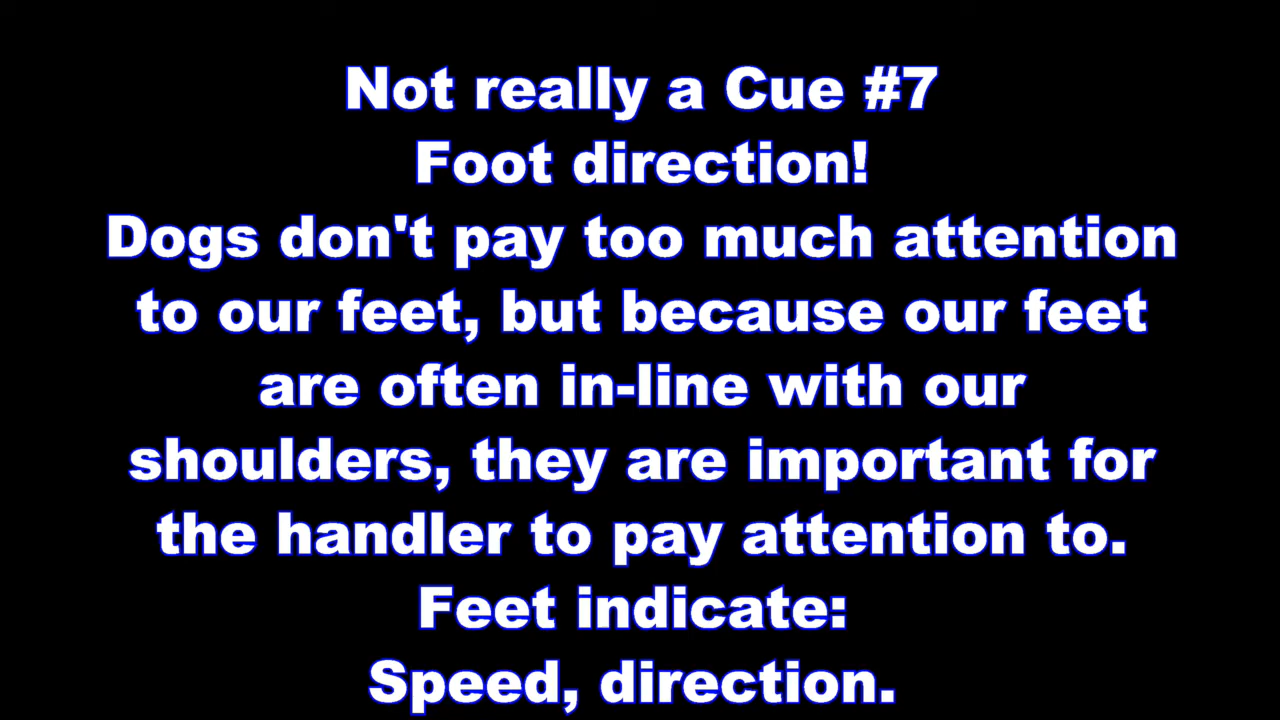 Not really a Cue #7
Foot direction!
Dogs don't pay too much attention
to our feet, but because our feet
are often in-line with our
shoulders, they are important for
the handler to pay attention to.
Feet indicate:
Speed, direction.